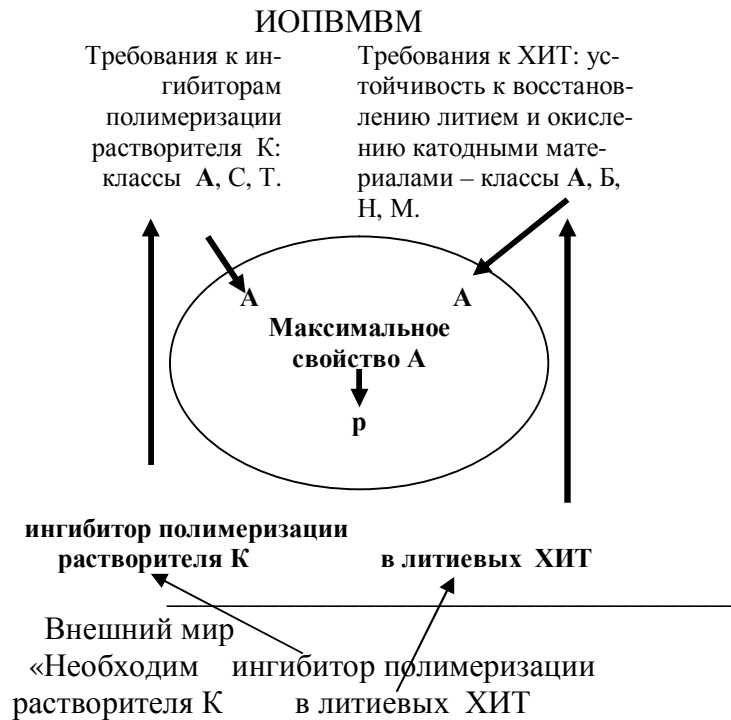 ИОПВМВМ
Требования к ин-
гибиторам
полимеризации
растворителя К:
классы А, С, Т.
Требования к ХИТ: ус-
тойчивость к восстанов-
лению литием и окисле-
нию катодными мате-
риалами – классы А, Б,
Н, М.
А А
Максимальное
свойство А
р
ингибитор полимеризации
растворителя К в литиевых ХИТ
Внешний мир
«Необходим ингибитор полимеризации
растворителя К в литиевых ХИТ